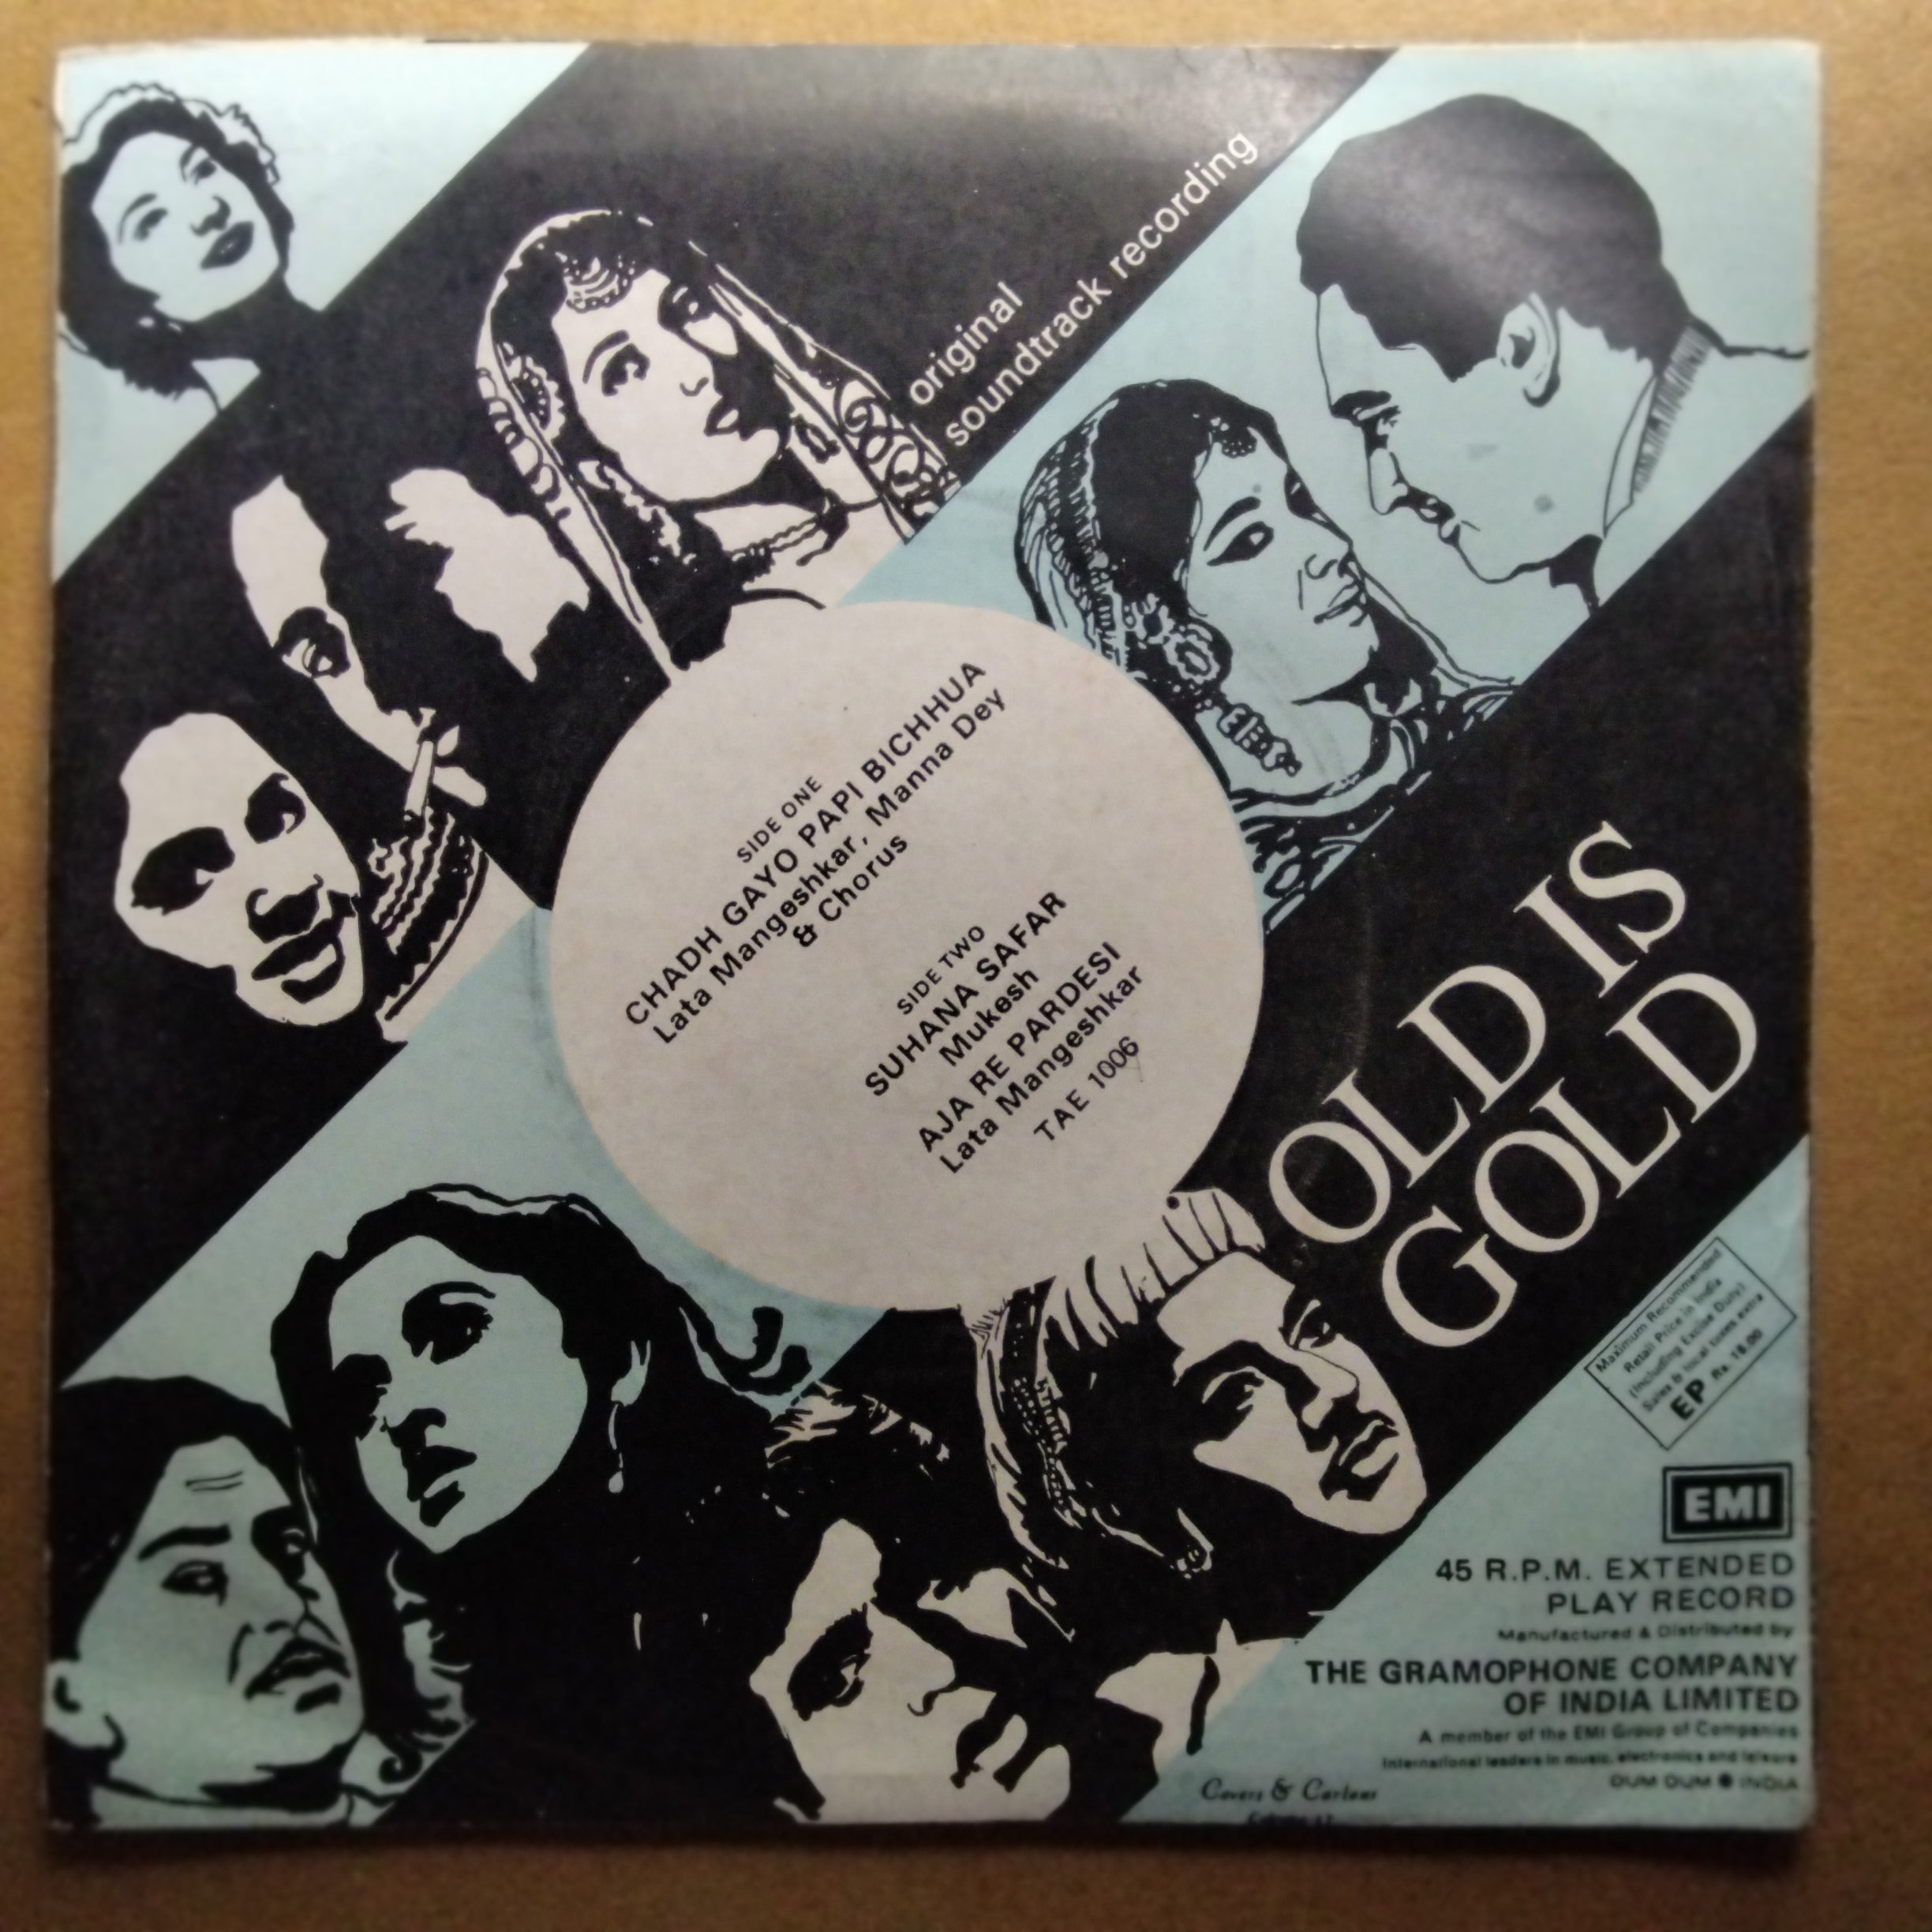 original
soundtrack recording
SIDE ONE
CHADH GAYO PAPI BICHHUA
Lata Mangeshkar, Manna Dey
& Chorus
SIDE TWO
SUHANA SAFAR
Mukesh
AJA RE PARDESI
Lata Mangeshkar
TAE 1006
OLD IS
GOLD
Maximum Recommended
Retail Price in India
(Including Excise Duty)
Sales & local taxes extra
EP Rs. 18.00
EMI
45 R.P.M. EXTENDED
PLAY RECORD
Manufactured & Distributed by
THE GRAMOPHONE COMPANY
OF INDIA LIMITED
A member of the EMI Group of Companies
International leaders in music, electronics and leisure
DUM DUM ● INDIA
Covers & Cartons